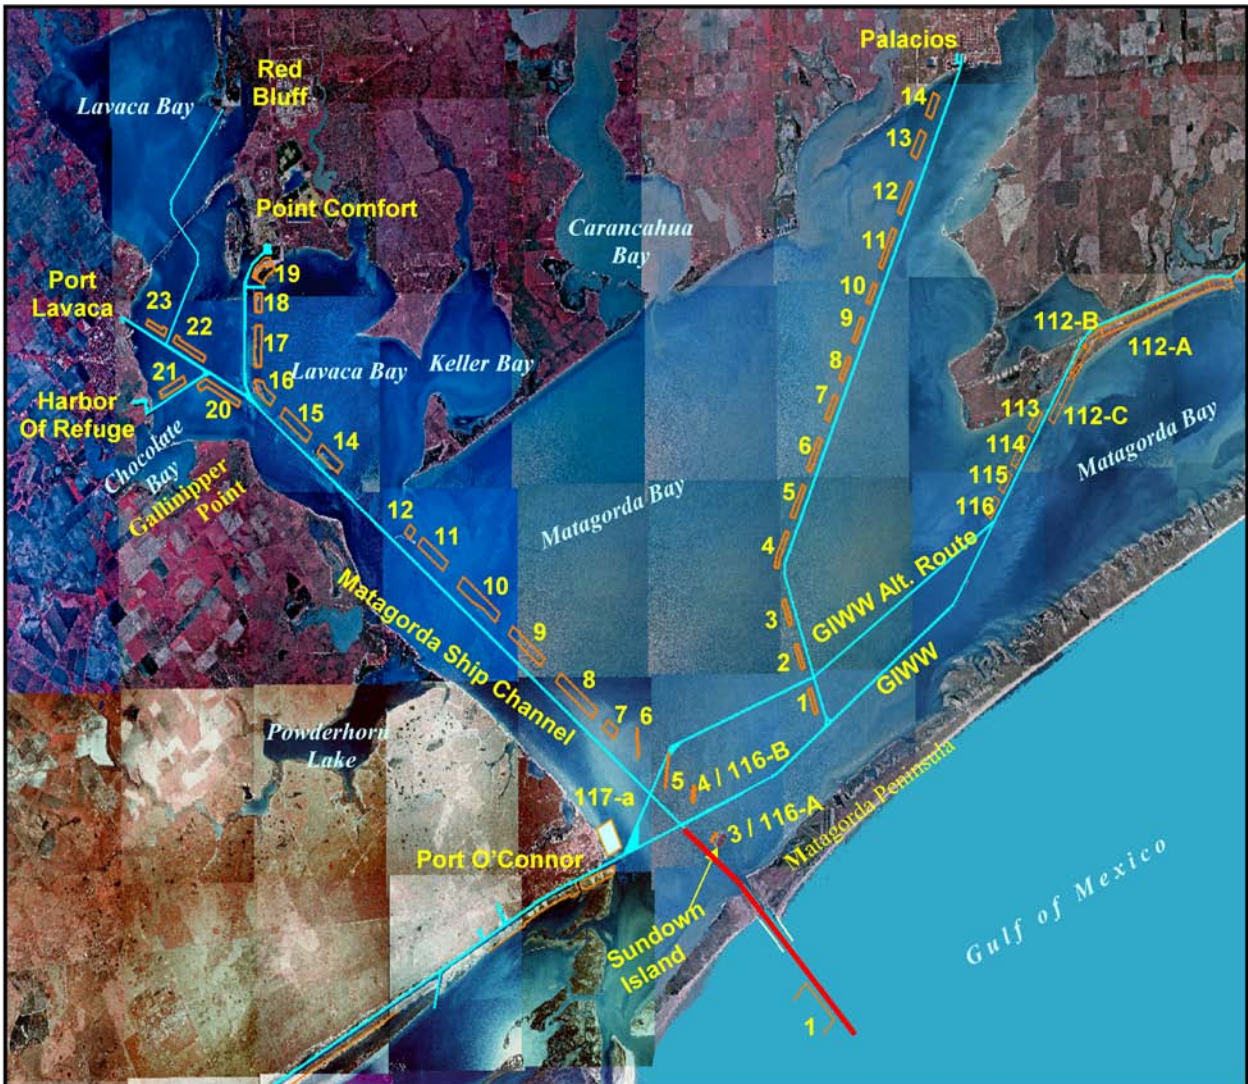 Palacios
Red
Bluff
Lavaca Bay
14
13
Point Comfort
12
Carancahua
Bay
11
19
Port
Lavaca
18
10
23
22
17
9
112-B
112-A
Lavaca Bay
Keller Bay
8
21
16
7
Harbor
Of Refuge
20
15
113
112-C
14
6
114
Chocolate
Bay
Gallinipper
Point
Matagorda Bay
115
5
Matagorda Bay
116
12
11
4
10
Matagorda Ship Channel
GIWW Alt. Route
3
9
2
GIWW
8
1
7
6
Powderhorn
Lake
5
4 / 116-B
117-a
3 / 116-A
Matagorda Peninsula
Port O'Connor
Sundown
Island
Gulf of Mexico
1